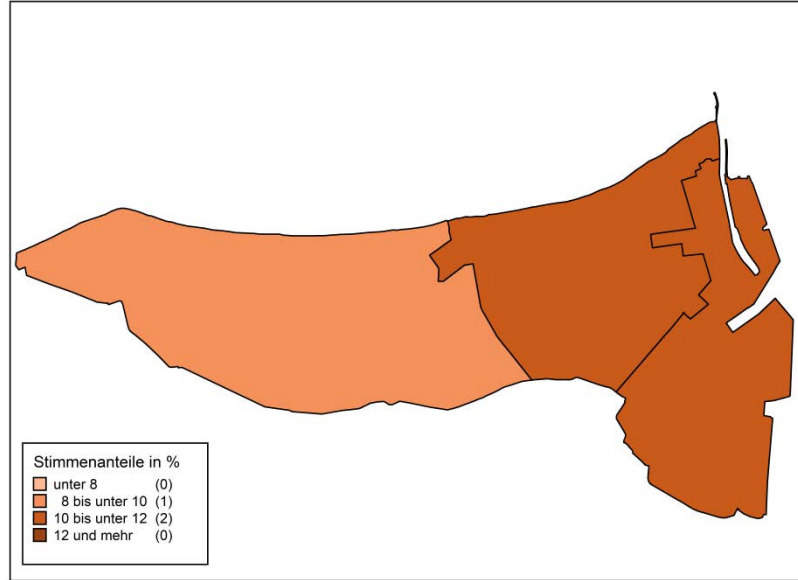 Stimmenanteile in %
unter 8 (0)
8 bis unter 10 (1)
10 bis unter 12 (2)
12 und mehr (0)